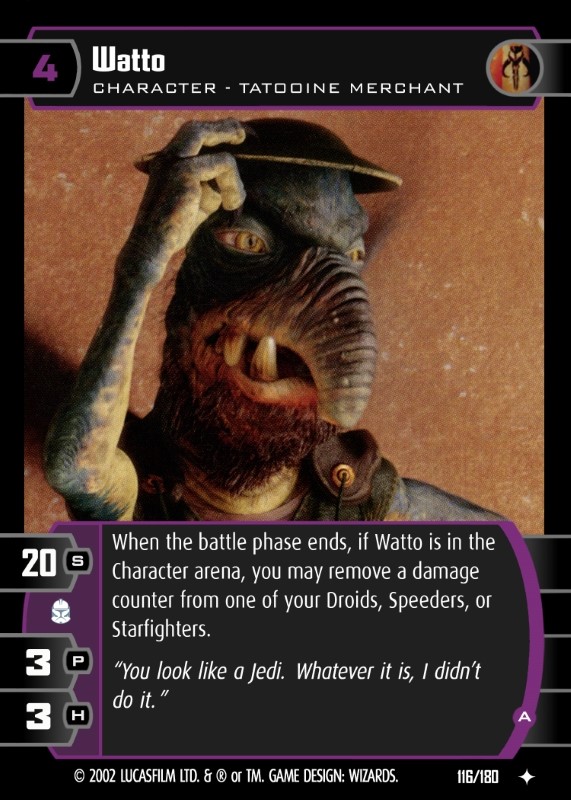 4
Watto
CHARACTER - TATOOINE MERCHANT
20 S
When the battle phase ends, if Watto is in the
Character arena, you may remove a damage
counter from one of your Droids, Speeders, or
Starfighters.
3 P
“You look like a Jedi. Whatever it is, I didn’t
do it.”
3 H
A
© 2002 LUCASFILM LTD. & ® or TM. GAME DESIGN: WIZARDS.
116/180